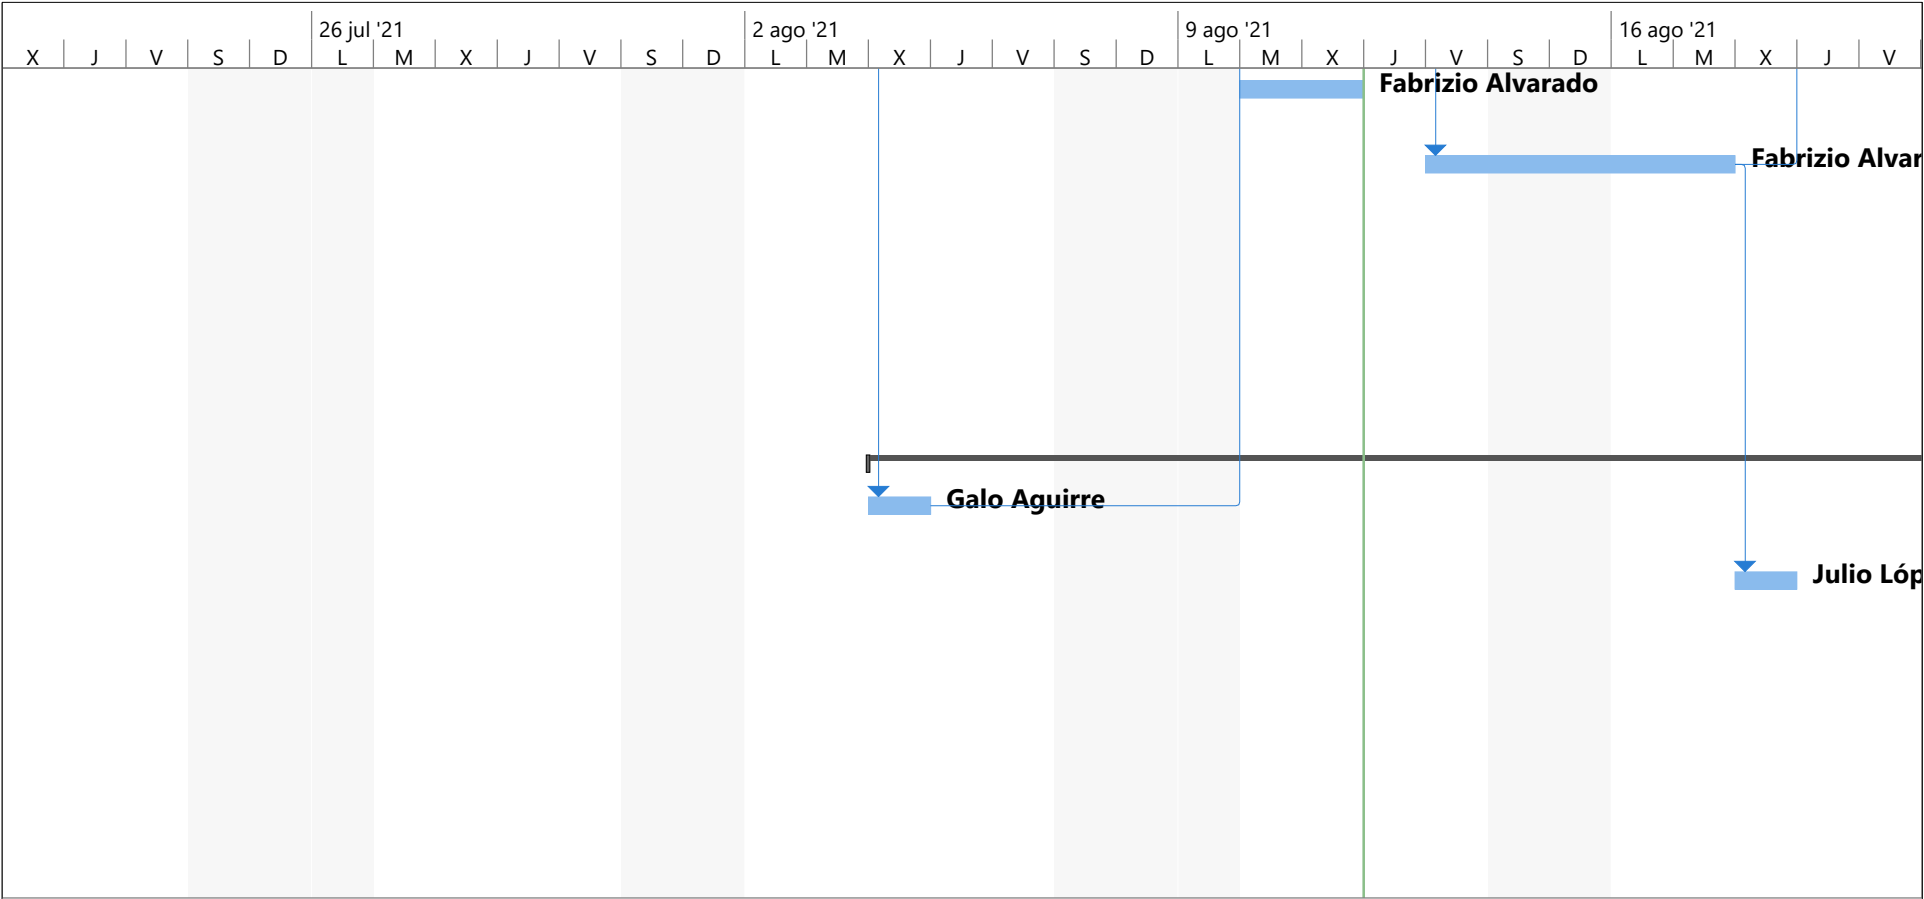 26 jul '21 2 ago '21 9 ago '21 16 ago '21
X J V S D L M X J V S D L M X J V S D L M X J V S D L M X J V
Fabrizio Alvarado
Fabrizio Alvar
Galo Aguirre
Julio Lóp